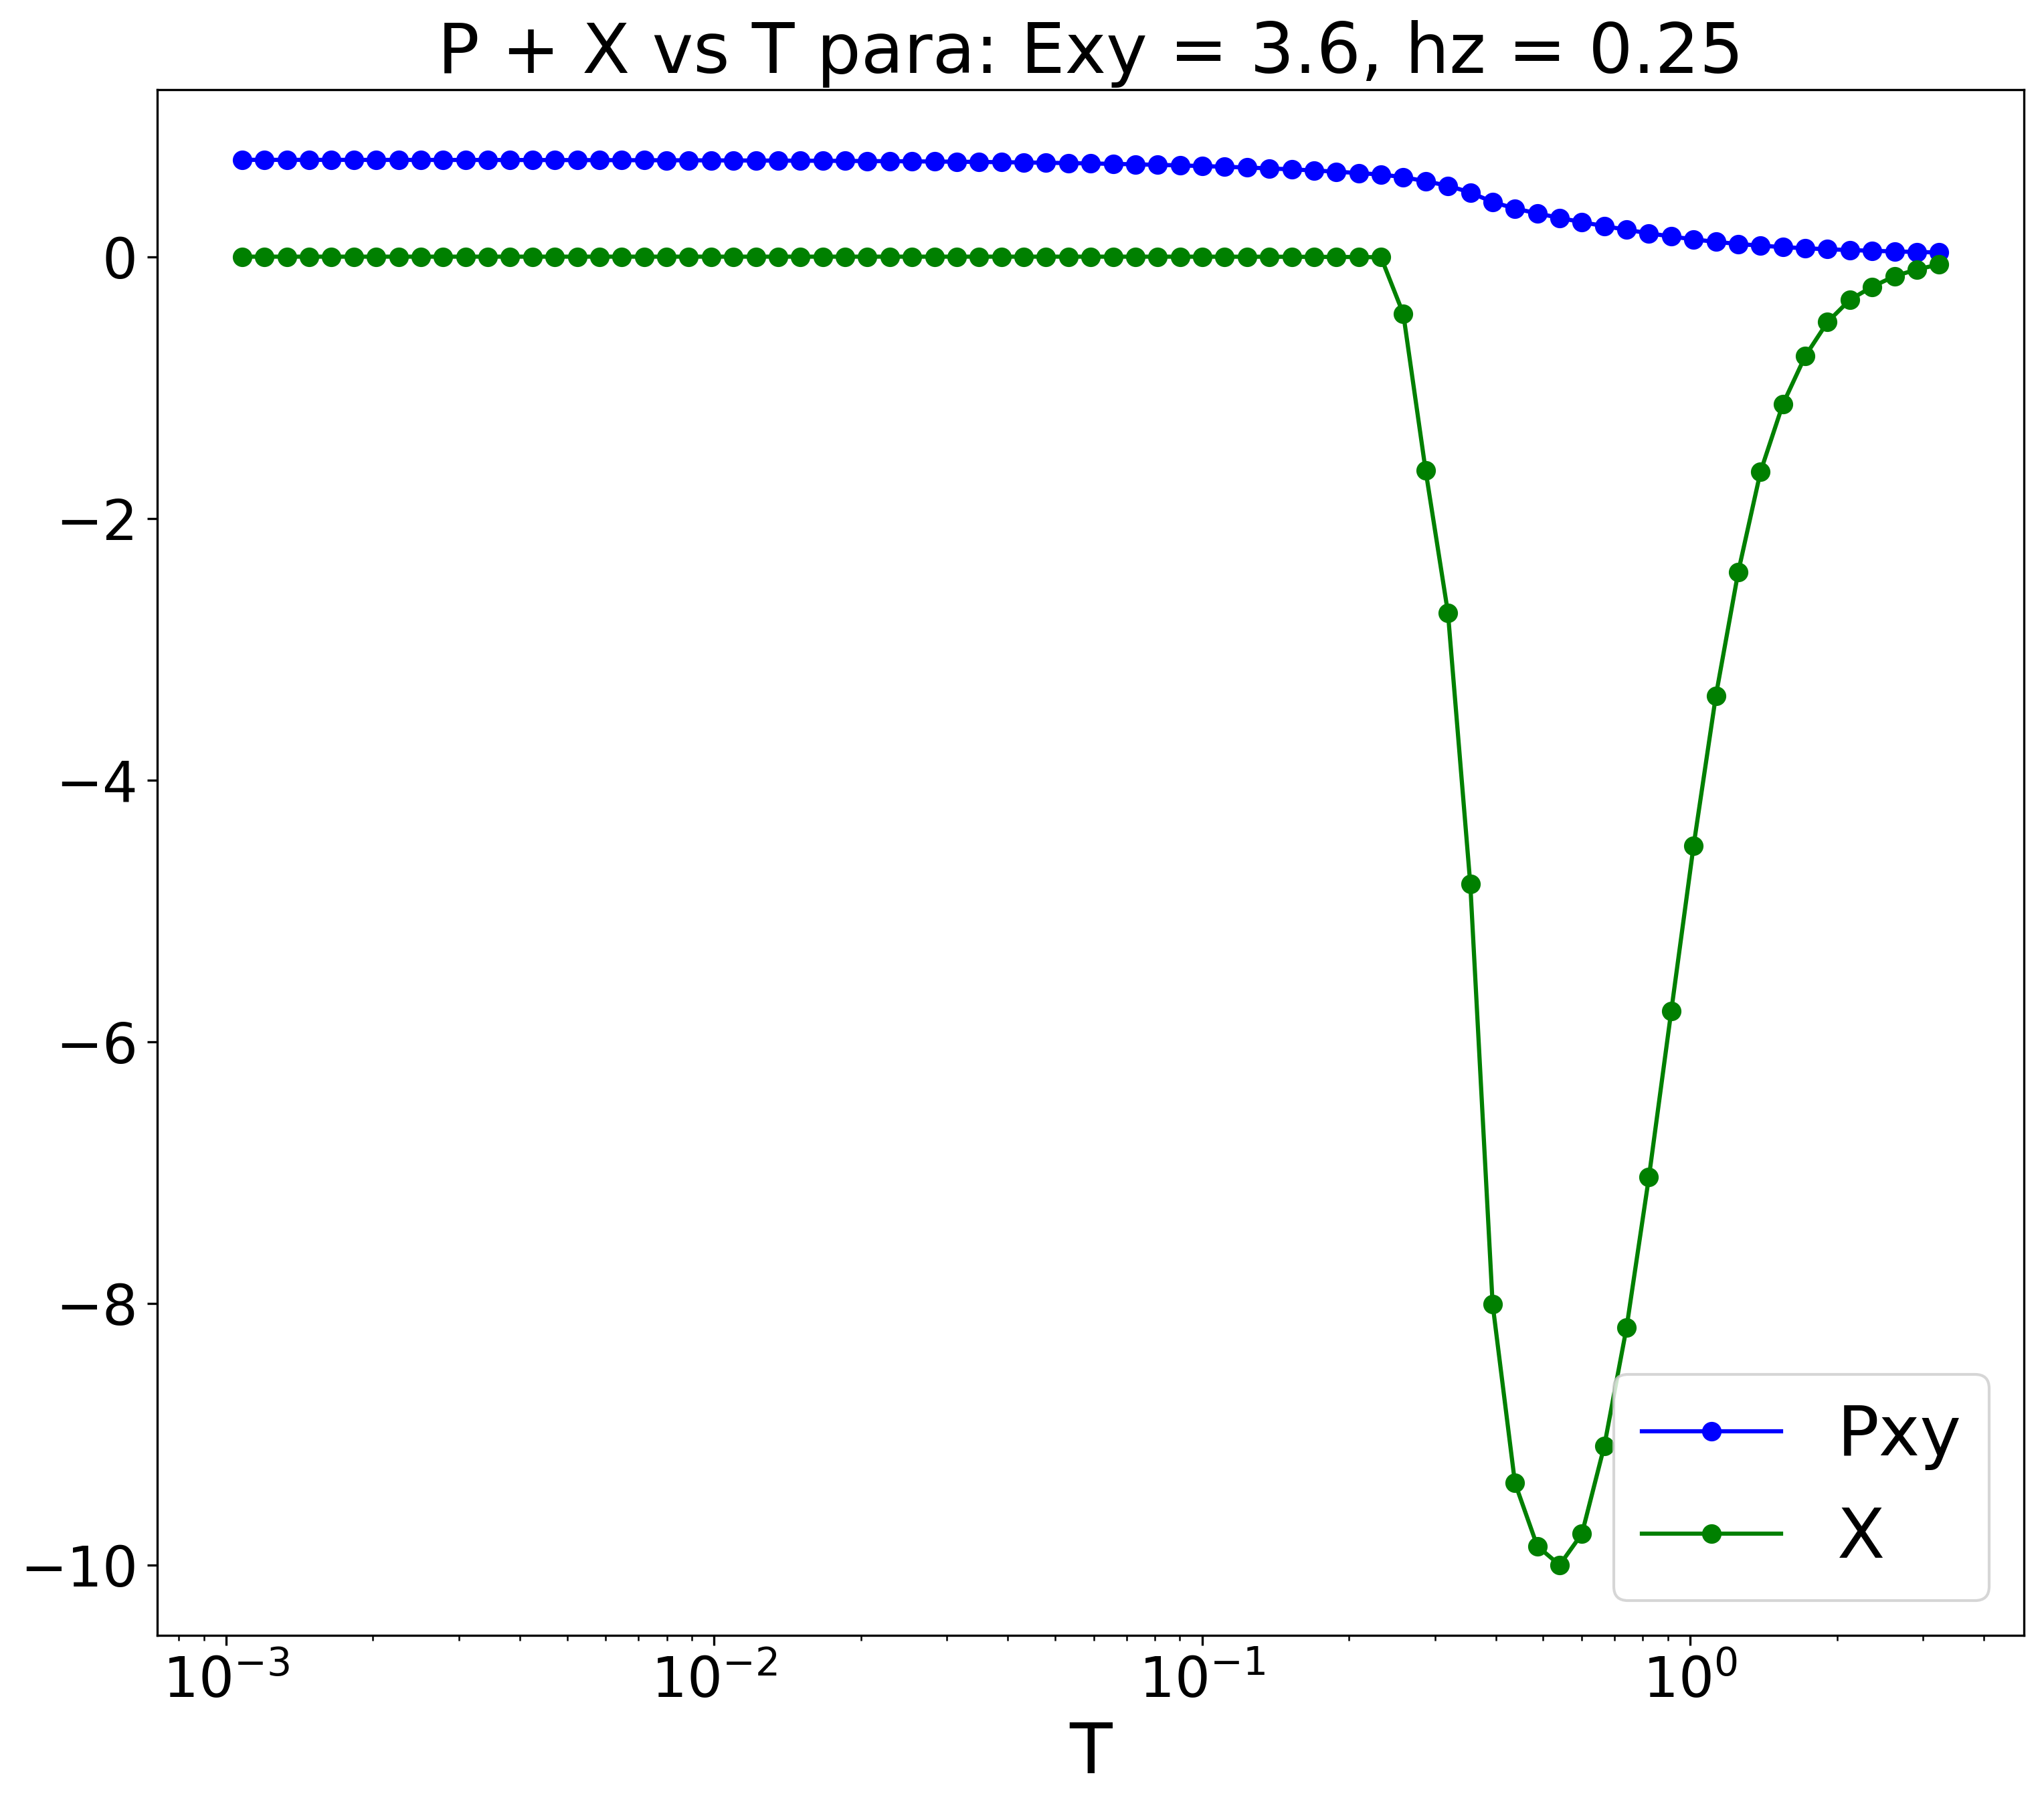 P + X vs T para: Exy = 3.6, hz = 0.25
0
−2
−4
−6
−8
−10
10⁻³ 10⁻² 10⁻¹ 10⁰
T
Pxy
X